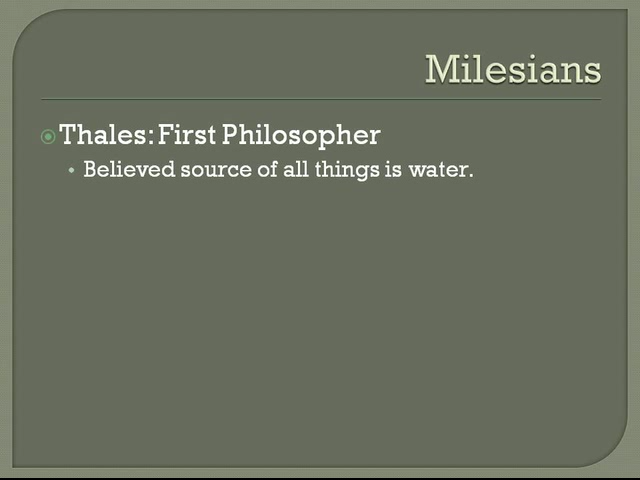 Milesians
Thales: First Philosopher
Believed source of all things is water.